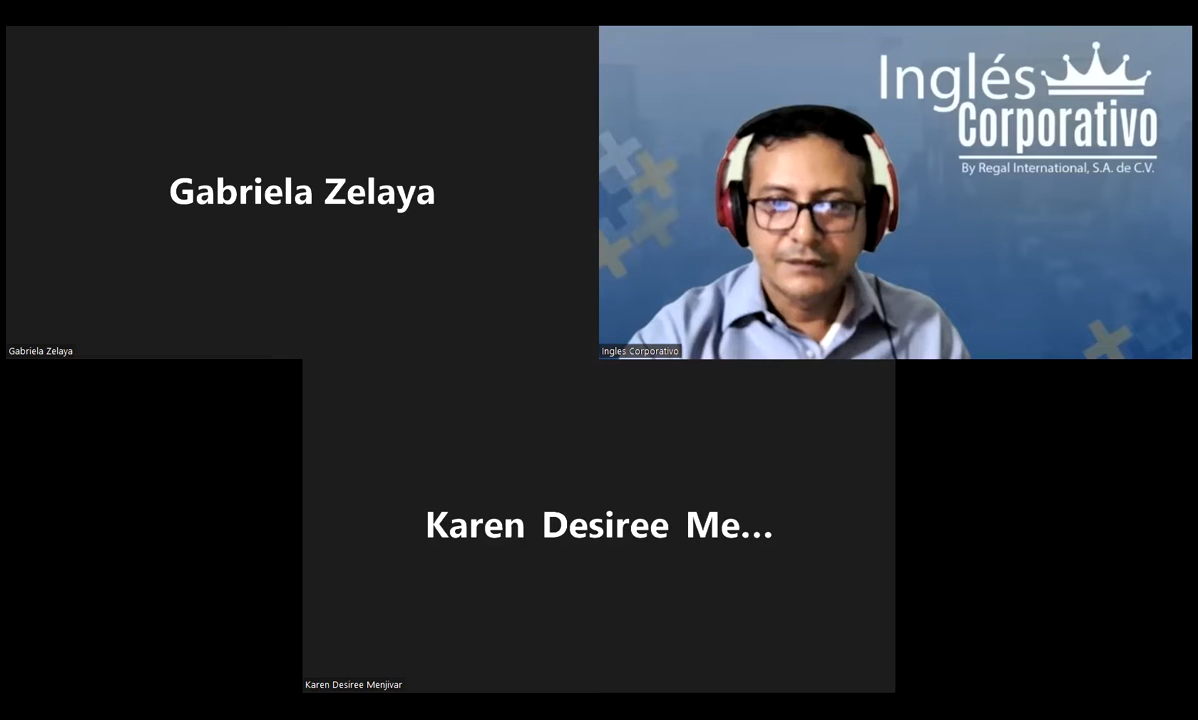 Gabriela Zelaya
Gabriela Zelaya
Inglés
Corporativo
By Regal International, S.A. de C.V.
Ingles Corporativo
Karen Desiree Me...
Karen Desiree Menjivar